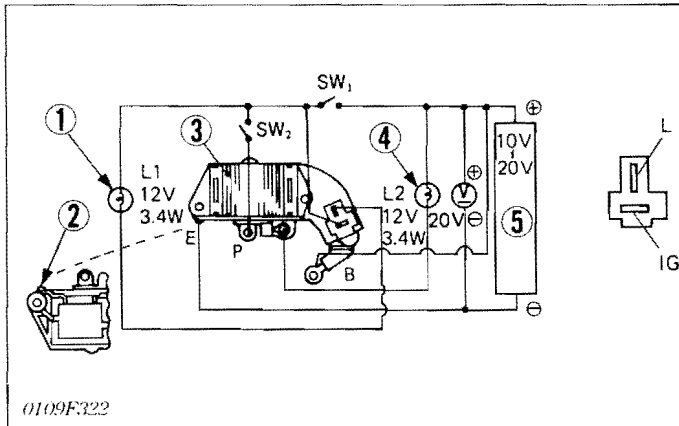 SW₁
1
3
SW₂
4
⊕
L
L1
12V
3.4W
L2
12V
3.4W
V
⊕
⊖
20V
10V
~
20V
2
E
P
B
5
IG
⊖
0109F322